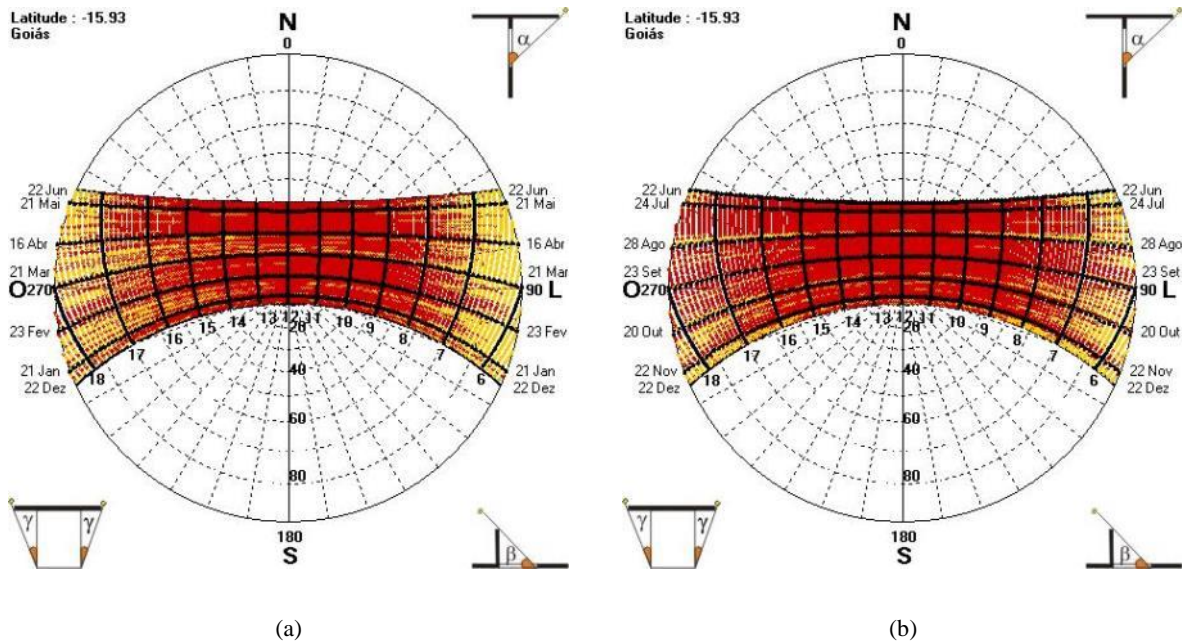 Latitude : -15.93
Goiás
N
0
α
22 Jun
21 Mai
16 Abr
21 Mar
O 270
23 Fev
21 Jan
22 Dez
22 Jun
21 Mai
16 Abr
21 Mar
90 L
23 Fev
21 Jan
22 Dez
18 17 16 15 14 13 12 11 10 9 8 7 6
20
40
60
80
180
S
γ γ
β
(a)
Latitude : -15.93
Goiás
N
0
α
22 Jun
24 Jul
28 Ago
23 Set
O 270
20 Out
22 Nov
22 Dez
22 Jun
24 Jul
28 Ago
23 Set
90 L
20 Out
22 Nov
22 Dez
18 17 16 15 14 13 12 11 10 9 8 7 6
20
40
60
80
180
S
γ γ
β
(b)